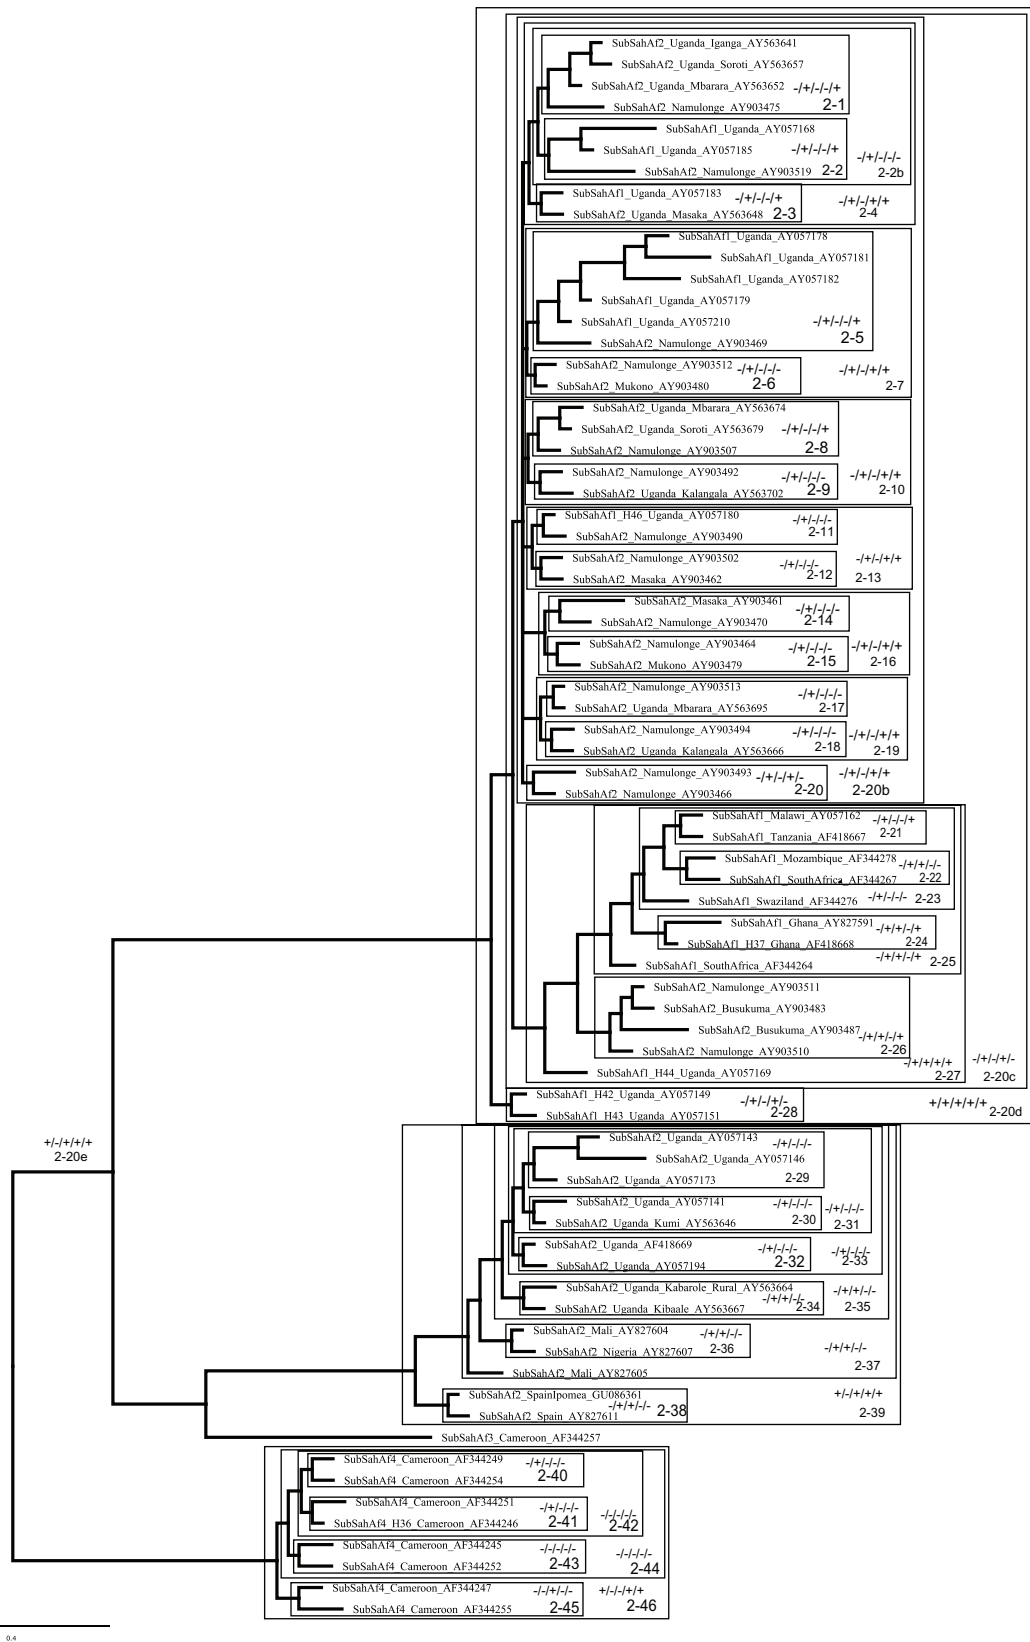 SubSahAf2_Uganda_Iganga_AY563641
SubSahAf2_Uganda_Soroti_AY563657
SubSahAf2_Uganda_Mbarara_AY563652 -/+/-/-/+
SubSahAf2_Namulonge_AY903475 2-1
SubSahAf1_Uganda_AY057168
SubSahAf1_Uganda_AY057185 -/+/-/-/+ -/+/-/-/-
SubSahAf2_Namulonge_AY903519 2-2 2-2b
SubSahAf1_Uganda_AY057183 -/+/-/-/+ -/+/-/+/+
SubSahAf2_Uganda_Masaka_AY563648 2-3 2-4
SubSahAf1_Uganda_AY057178
SubSahAf1_Uganda_AY057181
SubSahAf1_Uganda_AY057182
SubSahAf1_Uganda_AY057179
SubSahAf1_Uganda_AY057210 -/+/-/-/+
SubSahAf2_Namulonge_AY903469 2-5
SubSahAf2_Namulonge_AY903512 -/+/-/-/- -/+/-/+/+
SubSahAf2_Mukono_AY903480 2-6 2-7
SubSahAf2_Uganda_Mbarara_AY563674
SubSahAf2_Uganda_Soroti_AY563679 -/+/-/-/+
SubSahAf2_Namulonge_AY903507 2-8
SubSahAf2_Namulonge_AY903492 -/+/-/-/- -/+/-/+/+
SubSahAf2_Uganda_Kalangala_AY563702 2-9 2-10
SubSahAf1_H46_Uganda_AY057180 -/+/-/-/-
SubSahAf2_Namulonge_AY903490 2-11
SubSahAf2_Namulonge_AY903502 -/+/-/-/- -/+/-/+/+
SubSahAf2_Masaka_AY903462 2-12 2-13
SubSahAf2_Masaka_AY903461 -/+/-/-/-
SubSahAf2_Namulonge_AY903470 2-14
SubSahAf2_Namulonge_AY903464 -/+/-/-/- -/+/-/+/+
SubSahAf2_Mukono_AY903479 2-15 2-16
SubSahAf2_Namulonge_AY903513 -/+/-/-/-
SubSahAf2_Uganda_Mbarara_AY563695 2-17
SubSahAf2_Namulonge_AY903494 -/+/-/-/- -/+/-/+/+
SubSahAf2_Uganda_Kalangala_AY563666 2-18 2-19
SubSahAf2_Namulonge_AY903493 -/+/-/+/- -/+/-/+/+
SubSahAf2_Namulonge_AY903466 2-20 2-20b
SubSahAf1_Malawi_AY057162 -/+/-/-/+
SubSahAf1_Tanzania_AF418667 2-21
SubSahAf1_Mozambique_AF344278 -/+/+/-/-
SubSahAf1_SouthAfrica_AF344267 2-22
SubSahAf1_Swaziland_AF344276 -/+/-/-/- 2-23
SubSahAf1_Ghana_AY827591 -/+/+/-/+
SubSahAf1_H37_Ghana_AF418668 2-24
SubSahAf1_SouthAfrica_AF344264 -/+/+/-/+ 2-25
SubSahAf2_Namulonge_AY903511
SubSahAf2_Busukuma_AY903483
SubSahAf2_Busukuma_AY903487 -/+/+/-/+
SubSahAf2_Namulonge_AY903510 2-26
SubSahAf1_H44_Uganda_AY057169 -/+/+/+/+ 2-27 -/+/-/+/- 2-20c
SubSahAf1_H42_Uganda_AY057149 -/+/-/+/- +/+/+/+/+
SubSahAf1_H43_Uganda_AY057151 2-28 2-20d
+/-/+/+/+
2-20e
SubSahAf2_Uganda_AY057143 -/+/-/-/-
SubSahAf2_Uganda_AY057146
SubSahAf2_Uganda_AY057173 2-29
SubSahAf2_Uganda_AY057141 -/+/-/-/- -/+/-/-/-
SubSahAf2_Uganda_Kumi_AY563646 2-30 2-31
SubSahAf2_Uganda_AF418669 -/+/-/-/- -/+/-/-/-
SubSahAf2_Uganda_AY057194 2-32 2-33
SubSahAf2_Uganda_Kabarole_Rural_AY563664 -/+/+/-/- -/+/+/-/-
SubSahAf2_Uganda_Kibaale_AY563667 2-34 2-35
SubSahAf2_Mali_AY827604 -/+/+/-/-
SubSahAf2_Nigeria_AY827607 2-36 -/+/+/-/-
SubSahAf2_Mali_AY827605 2-37
SubSahAf2_SpainIpomea_GU086361 -/+/+/-/- +/-/+/+/+
SubSahAf2_Spain_AY827611 2-38 2-39
SubSahAf3_Cameroon_AF344257
SubSahAf4_Cameroon_AF344249 -/+/-/-/-
SubSahAf4_Cameroon_AF344254 2-40
SubSahAf4_Cameroon_AF344251 -/+/-/-/- -/-/-/-/-
SubSahAf4_H36_Cameroon_AF344246 2-41 2-42
SubSahAf4_Cameroon_AF344245 -/-/-/-/- -/-/-/-/-
SubSahAf4_Cameroon_AF344252 2-43 2-44
SubSahAf4_Cameroon_AF344247 -/-/+/-/- +/-/-/+/+
SubSahAf4_Cameroon_AF344255 2-45 2-46
0.4